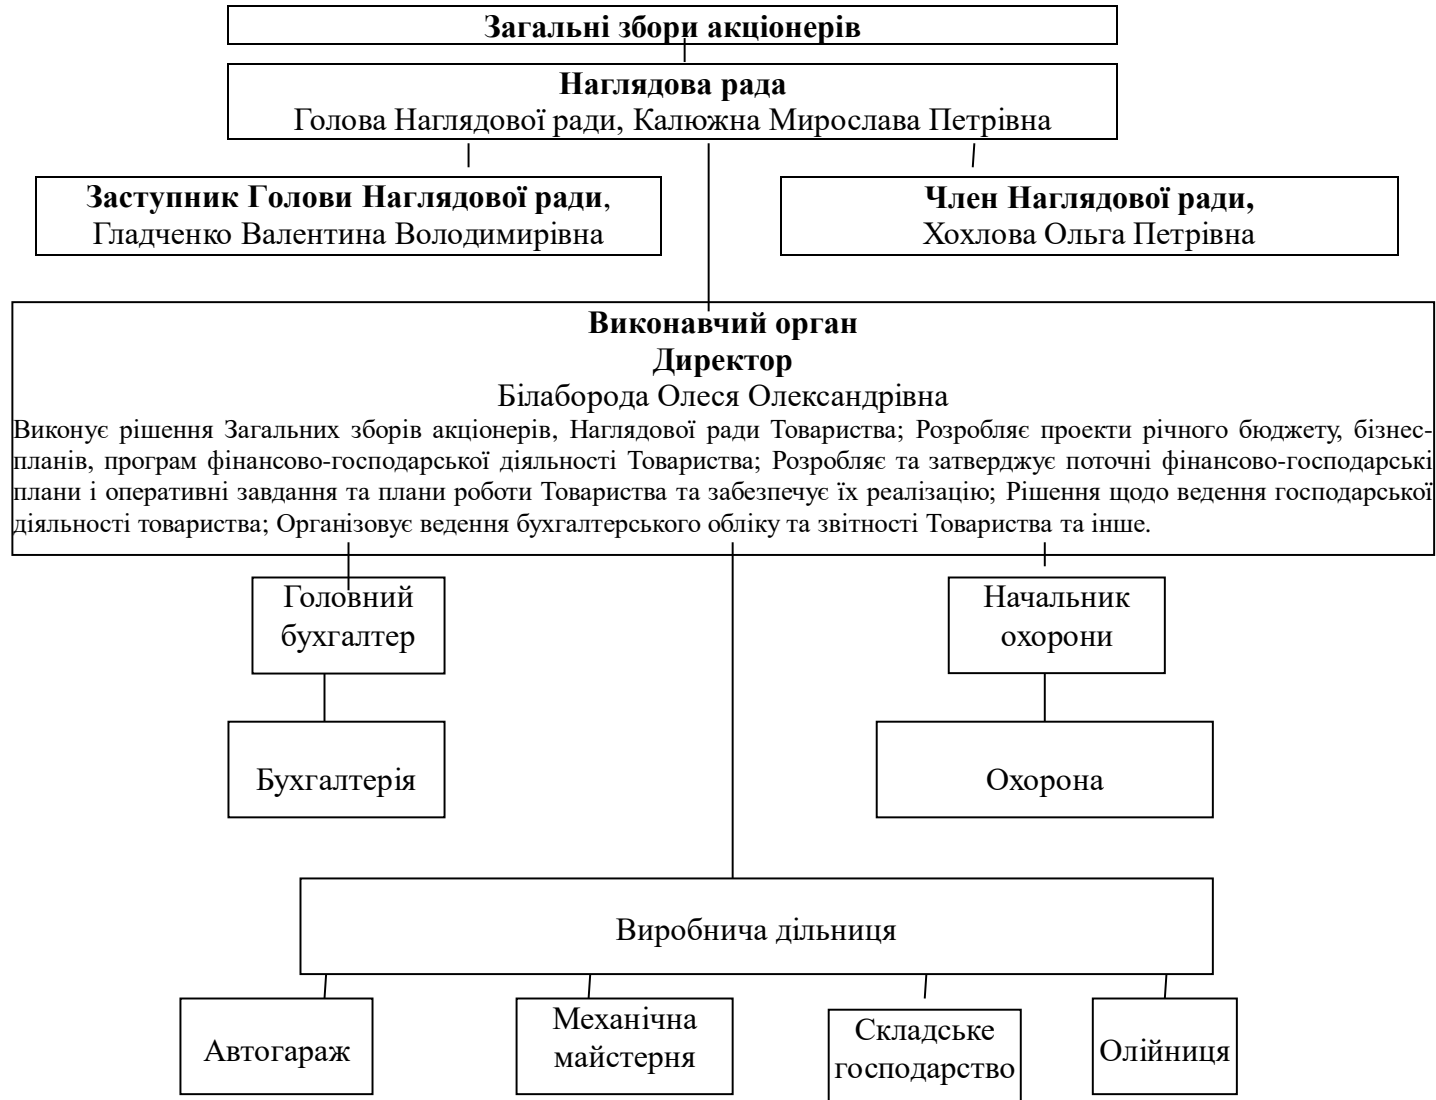 Загальні збори акціонерів
Наглядова рада
Голова Наглядової ради, Калюжна Мирослава Петрівна
Заступник Голови Наглядової ради,
Гладченко Валентина Володимирівна
Член Наглядової ради,
Хохлова Ольга Петрівна
Виконавчий орган
Директор
Білаборода Олеся Олександрівна
Виконує рішення Загальних зборів акціонерів, Наглядової ради Товариства; Розробляє проекти річного бюджету, бізнес-
планів, програм фінансово-господарської діяльності Товариства; Розробляє та затверджує поточні фінансово-господарські
плани і оперативні завдання та плани роботи Товариства та забезпечує їх реалізацію; Рішення щодо ведення господарської
діяльності товариства; Організовує ведення бухгалтерського обліку та звітності Товариства та інше.
Головний
бухгалтер
Начальник
охорони
Бухгалтерія
Охорона
Виробнича дільниця
Автогараж
Механічна
майстерня
Складське
господарство
Олійниця